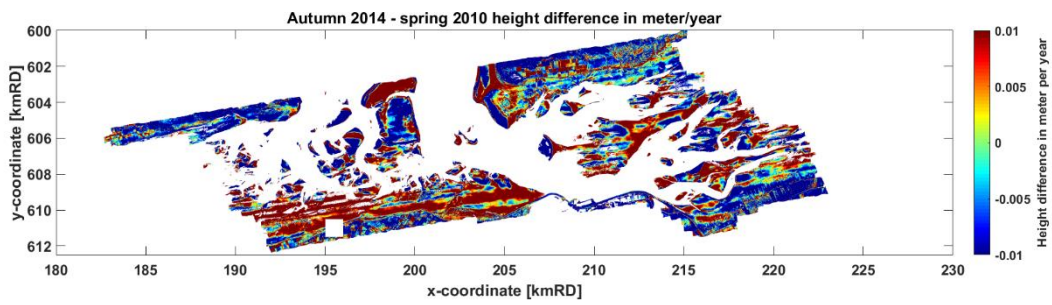 Autumn 2014 - spring 2010 height difference in meter/year
y-coordinate [kmRD]
600
602
604
606
608
610
612
180 185 190 195 200 205 210 215 220 225 230
x-coordinate [kmRD]
0.01
0.005
0
-0.005
-0.01
Height difference in meter per year